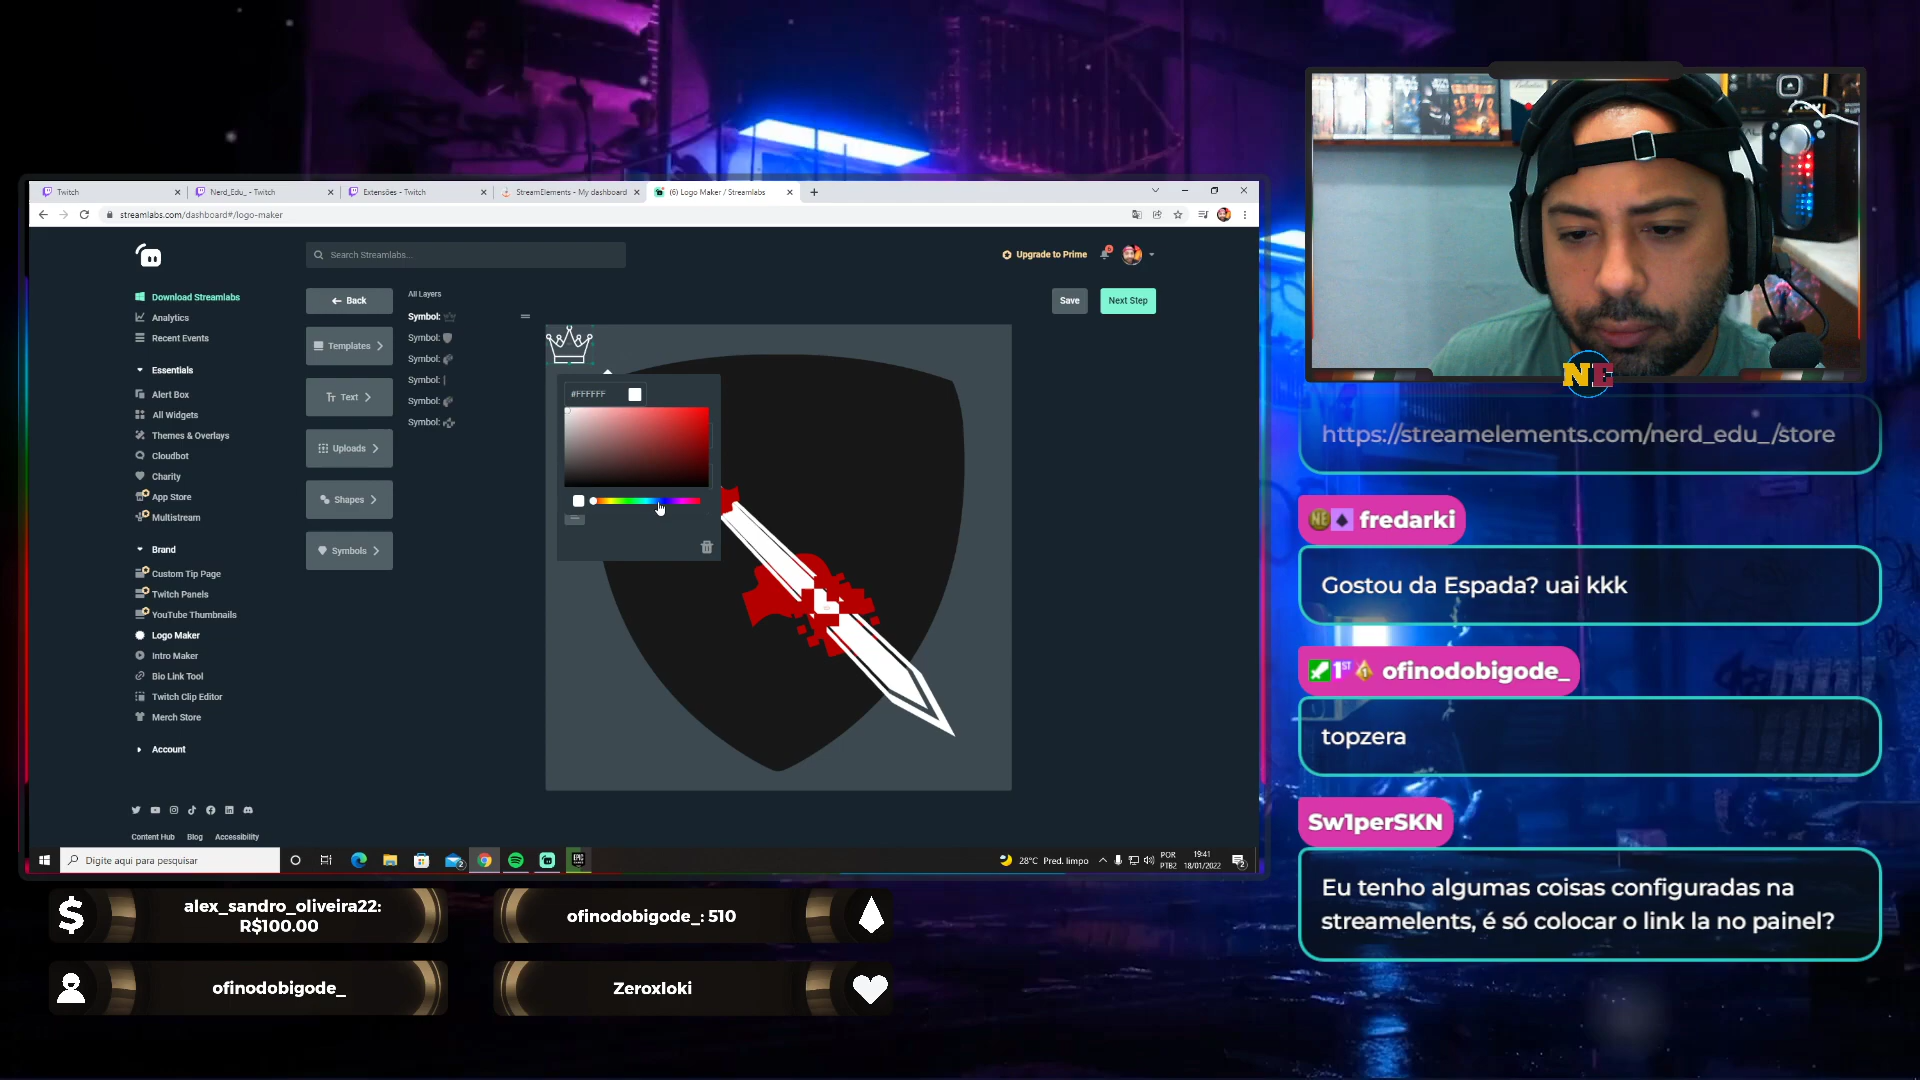 Twitch
Nerd_Edu_ - Twitch
Extensões - Twitch
StreamElements - My dashboard
(6) Logo Maker / Streamlabs
streamlabs.com/dashboard#/logo-maker
Search Streamlabs...
Upgrade to Prime
Download Streamlabs
Analytics
Recent Events
Essentials
Alert Box
All Widgets
Themes & Overlays
Cloudbot
Charity
App Store
Multistream
Brand
Custom Tip Page
Twitch Panels
YouTube Thumbnails
Logo Maker
Intro Maker
Bio Link Tool
Twitch Clip Editor
Merch Store
Account
Content Hub Blog Accessibility
Back
Templates
Text
Uploads
Shapes
Symbols
All Layers
Symbol:
Symbol:
Symbol:
Symbol:
Symbol:
Symbol:
Save
Next Step
#FFFFFF
Digite aqui para pesquisar
28°C Pred. limpo
POR
PTB2
19:41
18/01/2022
NE
https://streamelements.com/nerd_edu_/store
fredarki
Gostou da Espada? uai kkk
1ST ofinodobigode_
topzera
Sw1perSKN
Eu tenho algumas coisas configuradas na
streamelents, é só colocar o link la no painel?
alex_sandro_oliveira22:
R$100.00
ofinodobigode_: 510
ofinodobigode_
Zeroxloki